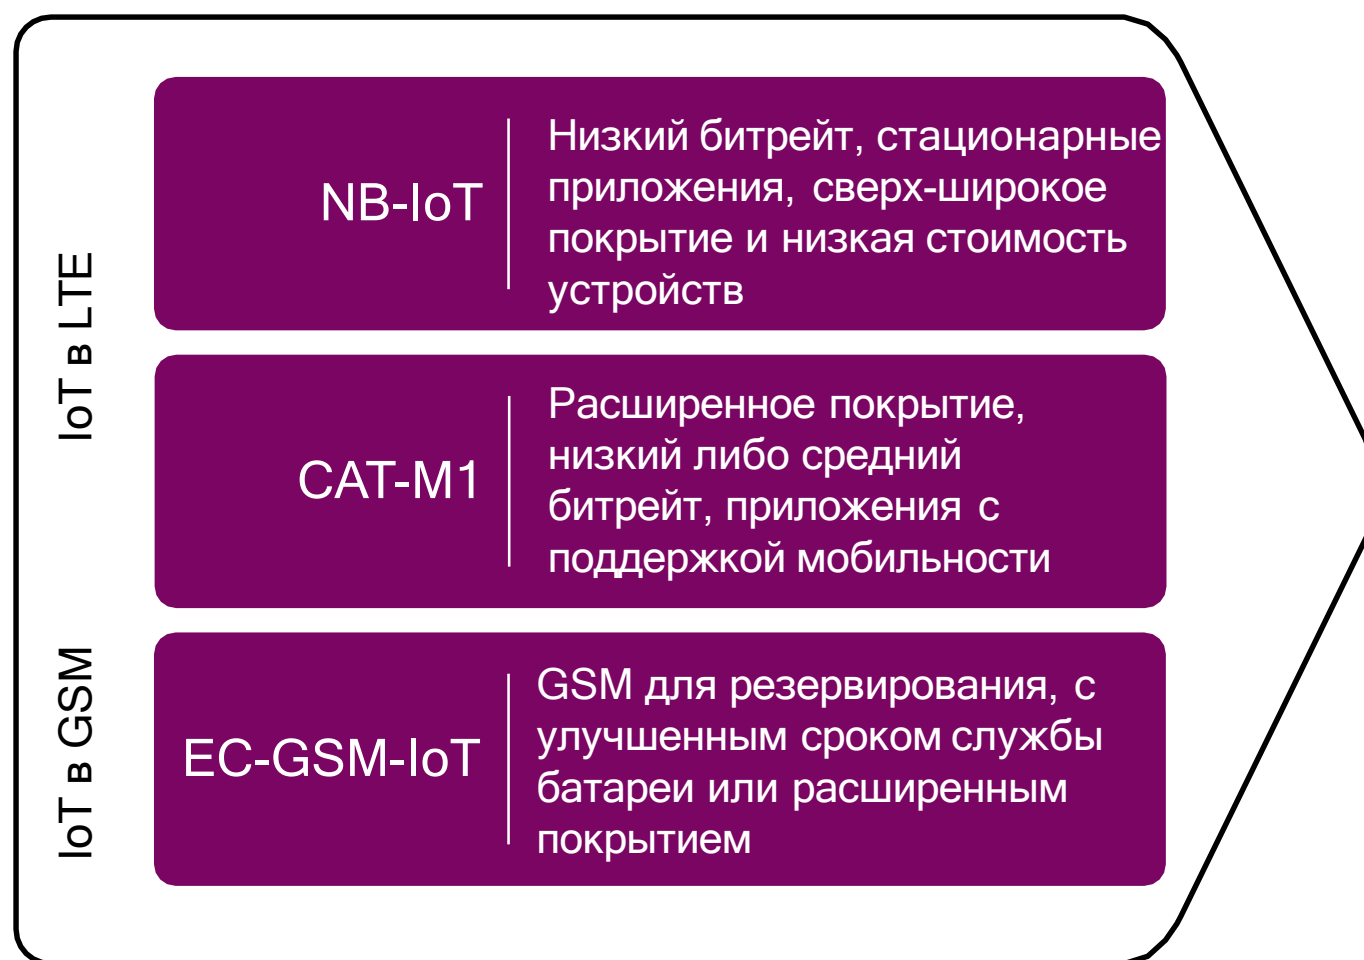 IoT в LTE
NB-IoT
Низкий битрейт, стационарные
приложения, сверх-широкое
покрытие и низкая стоимость
устройств
CAT-M1
Расширенное покрытие,
низкий либо средний
битрейт, приложения с
поддержкой мобильности
IoT в GSM
EC-GSM-IoT
GSM для резервирования, с
улучшенным сроком службы
батареи или расширенным
покрытием